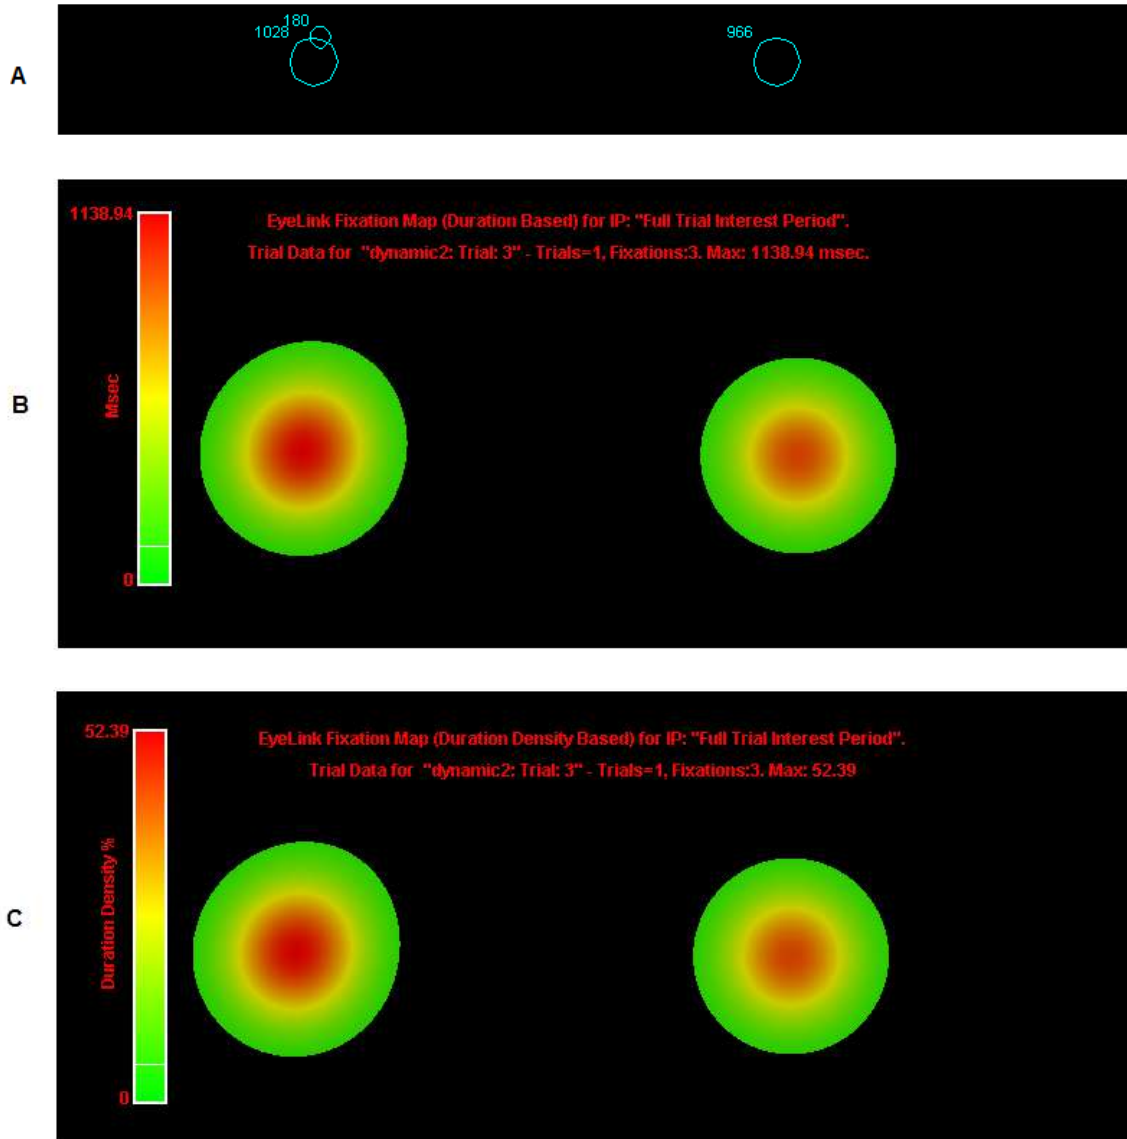 A
180
1028
966
B
1138.94
EyeLink Fixation Map (Duration Based) for IP: "Full Trial Interest Period".
Trial Data for "dynamic2: Trial: 3" - Trials=1, Fixations:3. Max: 1138.94 msec.
Msec
0
C
52.39
EyeLink Fixation Map (Duration Density Based) for IP: "Full Trial Interest Period".
Trial Data for "dynamic2: Trial: 3" - Trials=1, Fixations:3. Max: 52.39
Duration Density %
0